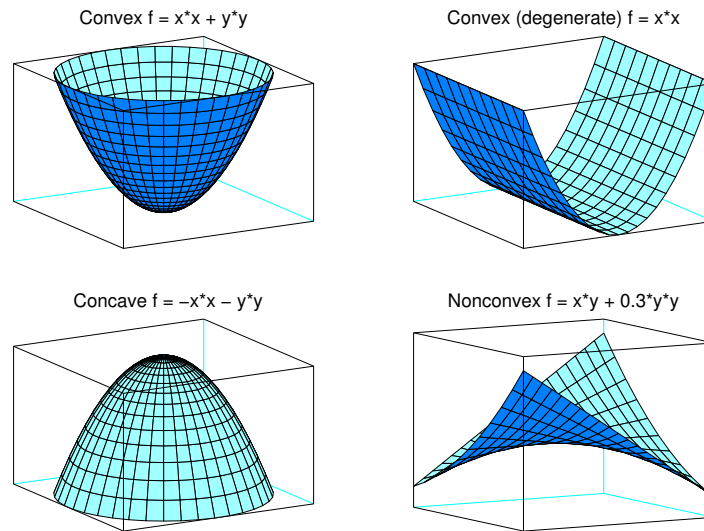 Convex f = x*x + y*y
Convex (degenerate) f = x*x
Concave f = −x*x − y*y
Nonconvex f = x*y + 0.3*y*y